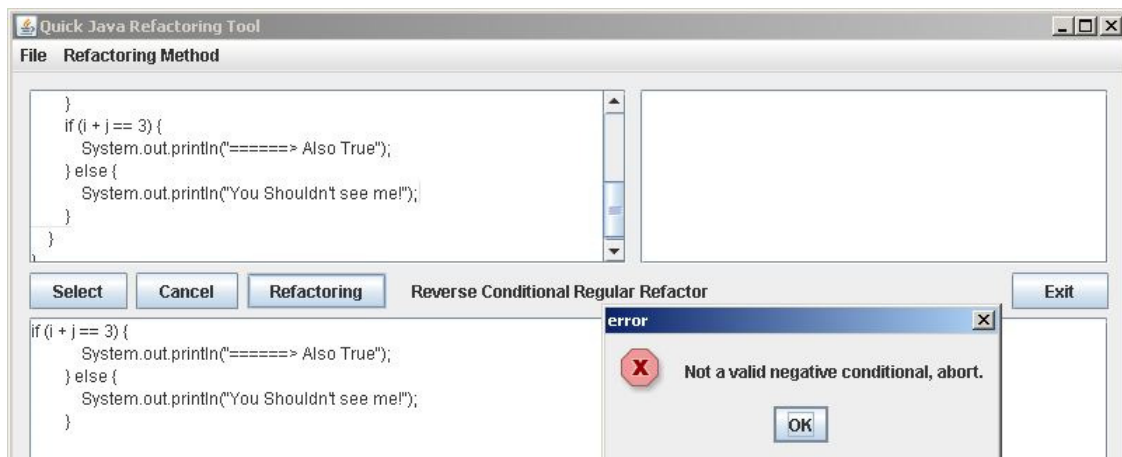 Quick Java Refactoring Tool
File Refactoring Method
}
if (i + j == 3) {
System.out.println("======> Also True");
} else {
System.out.println("You Shouldn't see me!");
}
}
}
Select Cancel Refactoring Reverse Conditional Regular Refactor Exit
if (i + j == 3) {
System.out.println("======> Also True");
} else {
System.out.println("You Shouldn't see me!");
}
error
Not a valid negative conditional, abort.
OK